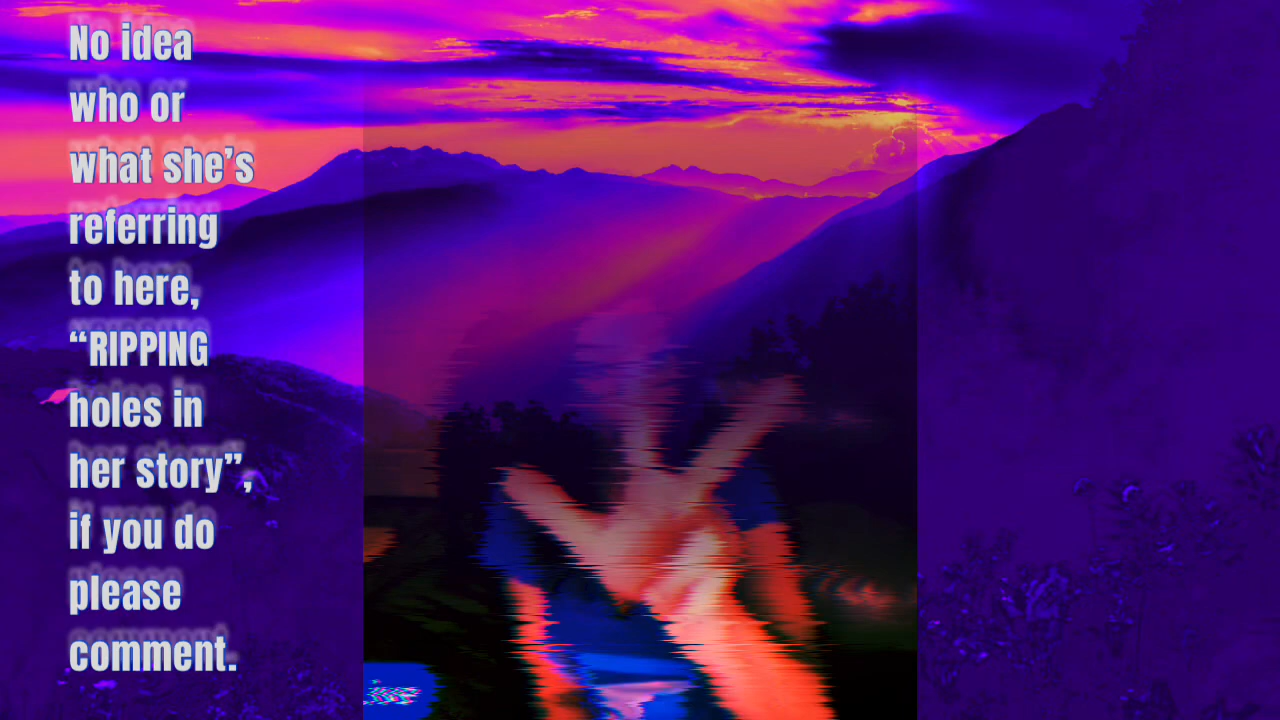 No idea
who or
what she’s
referring
to here,
“RIPPING
holes in
her story”,
if you do
please
comment.